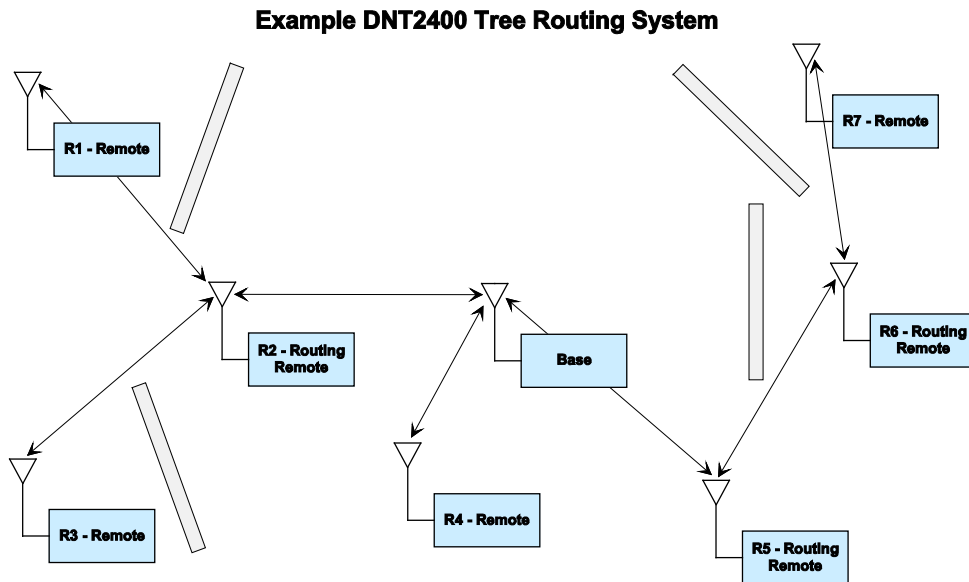 Example DNT2400 Tree Routing System
R1 - Remote
R7 - Remote
R2 - Routing
Remote
Base
R6 - Routing
Remote
R3 - Remote
R4 - Remote
R5 - Routing
Remote